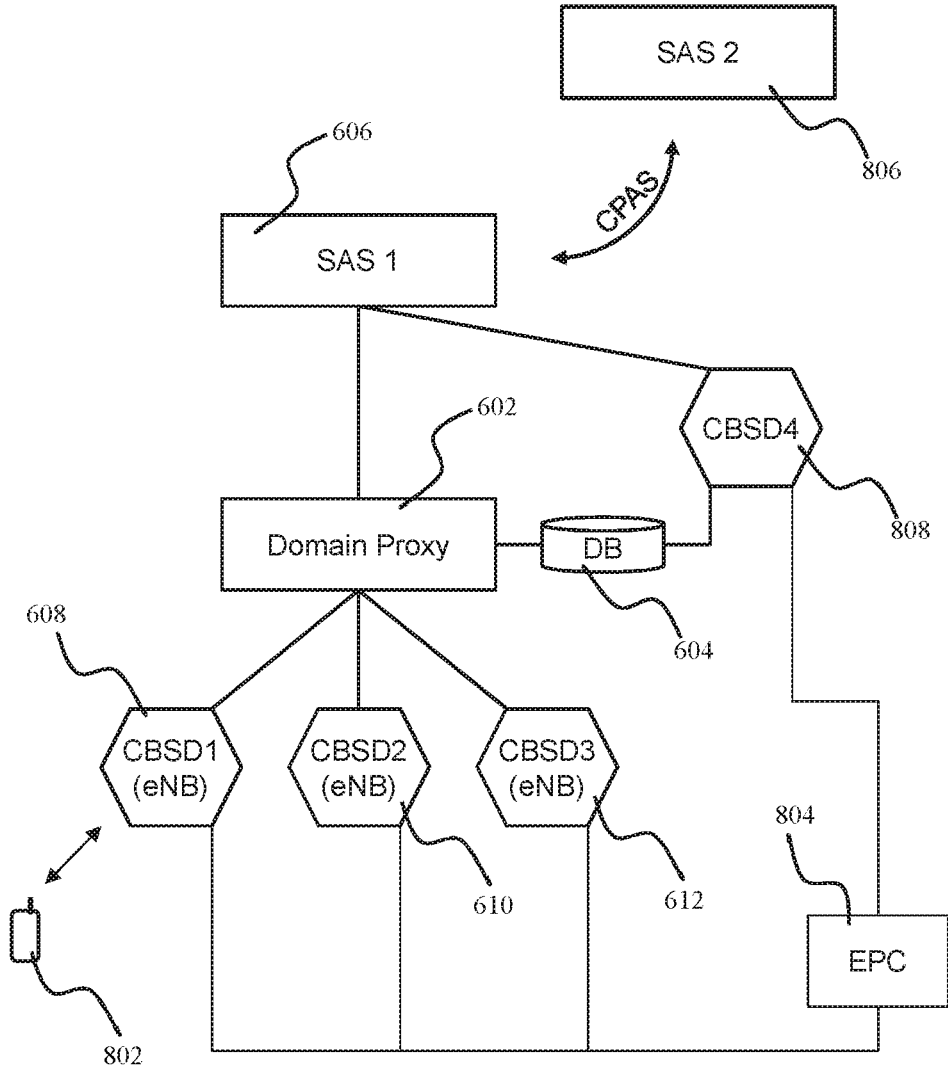 SAS 2
606
806
CPAS
SAS 1
602
CBSD4
808
Domain Proxy
DB
604
608
CBSD1
(eNB)
CBSD2
(eNB)
CBSD3
(eNB)
804
610
612
EPC
802